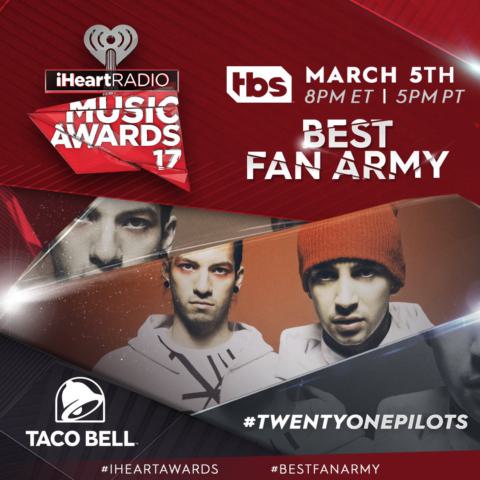 iHeartRADIO
MUSIC
AWARDS
17
tbs
MARCH 5TH
8PM ET | 5PM PT
BEST
FAN ARMY
TACO BELL
#TWENTYONEPILOTS
#IHEARTAWARDS
#BESTFANARMY